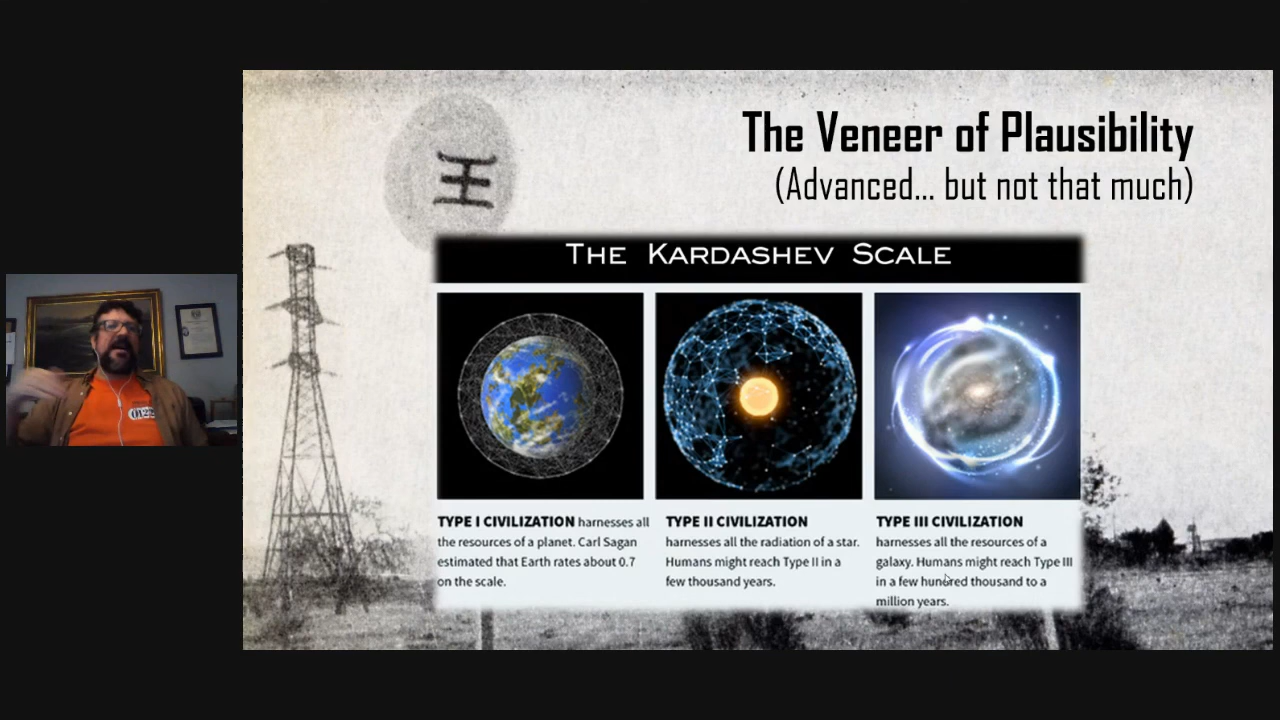 The Veneer of Plausibility
(Advanced... but not that much)
THE KARDASHEV SCALE
TYPE I CIVILIZATION harnesses all
the resources of a planet. Carl Sagan
estimated that Earth rates about 0.7
on the scale.
TYPE II CIVILIZATION
harnesses all the radiation of a star.
Humans might reach Type II in a
few thousand years.
TYPE III CIVILIZATION
harnesses all the resources of a
galaxy. Humans might reach Type III
in a few hundred thousand to a
million years.